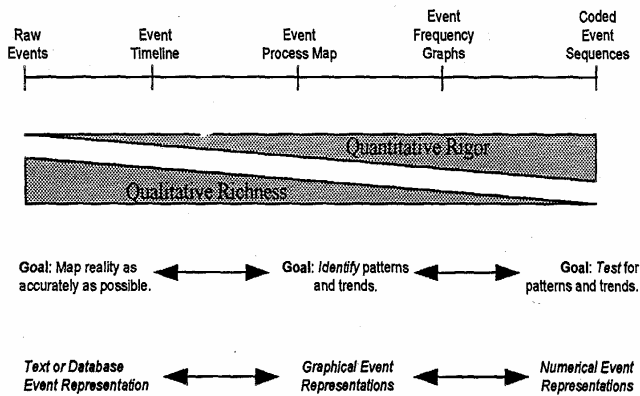 Raw
Events
Event
Timeline
Event
Process Map
Event
Frequency
Graphs
Coded
Event
Sequences
Quantitative Rigor
Qualitative Richness
Goal: Map reality as
accurately as possible.
Goal: Identify patterns
and trends.
Goal: Test for
patterns and trends.
Text or Database
Event Representation
Graphical Event
Representations
Numerical Event
Representations